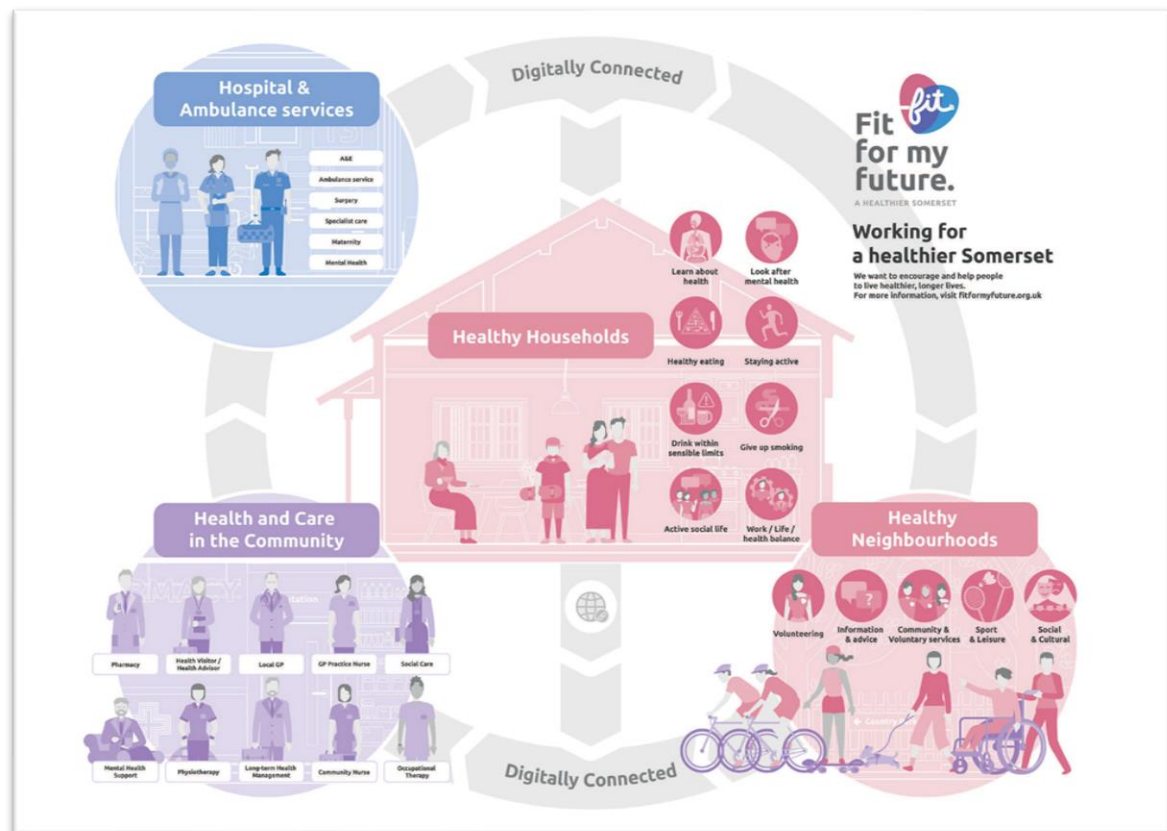 Digitally Connected
Hospital &
Ambulance services
A&E
Ambulance service
Surgery
Specialist care
Maternity
Mental Health
fit.
Fit
for my
future.
A HEALTHIER SOMERSET
Working for
a healthier Somerset
We want to encourage and help people
to live healthier, longer lives.
For more information, visit fitformyfuture.org.uk
Healthy Households
Learn about
health
Look after
mental health
Healthy eating
Staying active
Drink within
sensible limits
Give up smoking
Active social life
Work / Life /
health balance
Health and Care
in the Community
Pharmacy
Health Visitor /
Health Advisor
Local GP
GP Practice Nurse
Social Care
Mental Health
Support
Physiotherapy
Long-term Health
Management
Community Nurse
Occupational
Therapy
Healthy
Neighbourhoods
Volunteering
Information
& advice
Community &
Voluntary services
Sport
& Leisure
Social
& Cultural
Digitally Connected